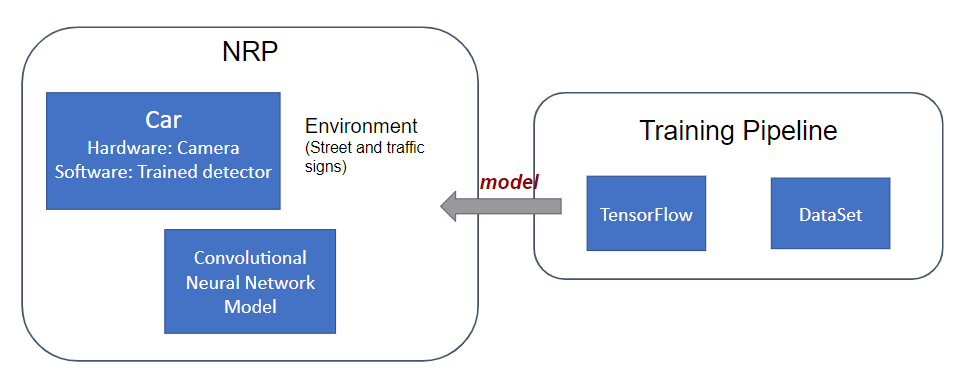 NRP
Car
Hardware: Camera
Software: Trained detector
Environment
(Street and traffic
signs)
Convolutional
Neural Network
Model
model
Training Pipeline
TensorFlow
DataSet